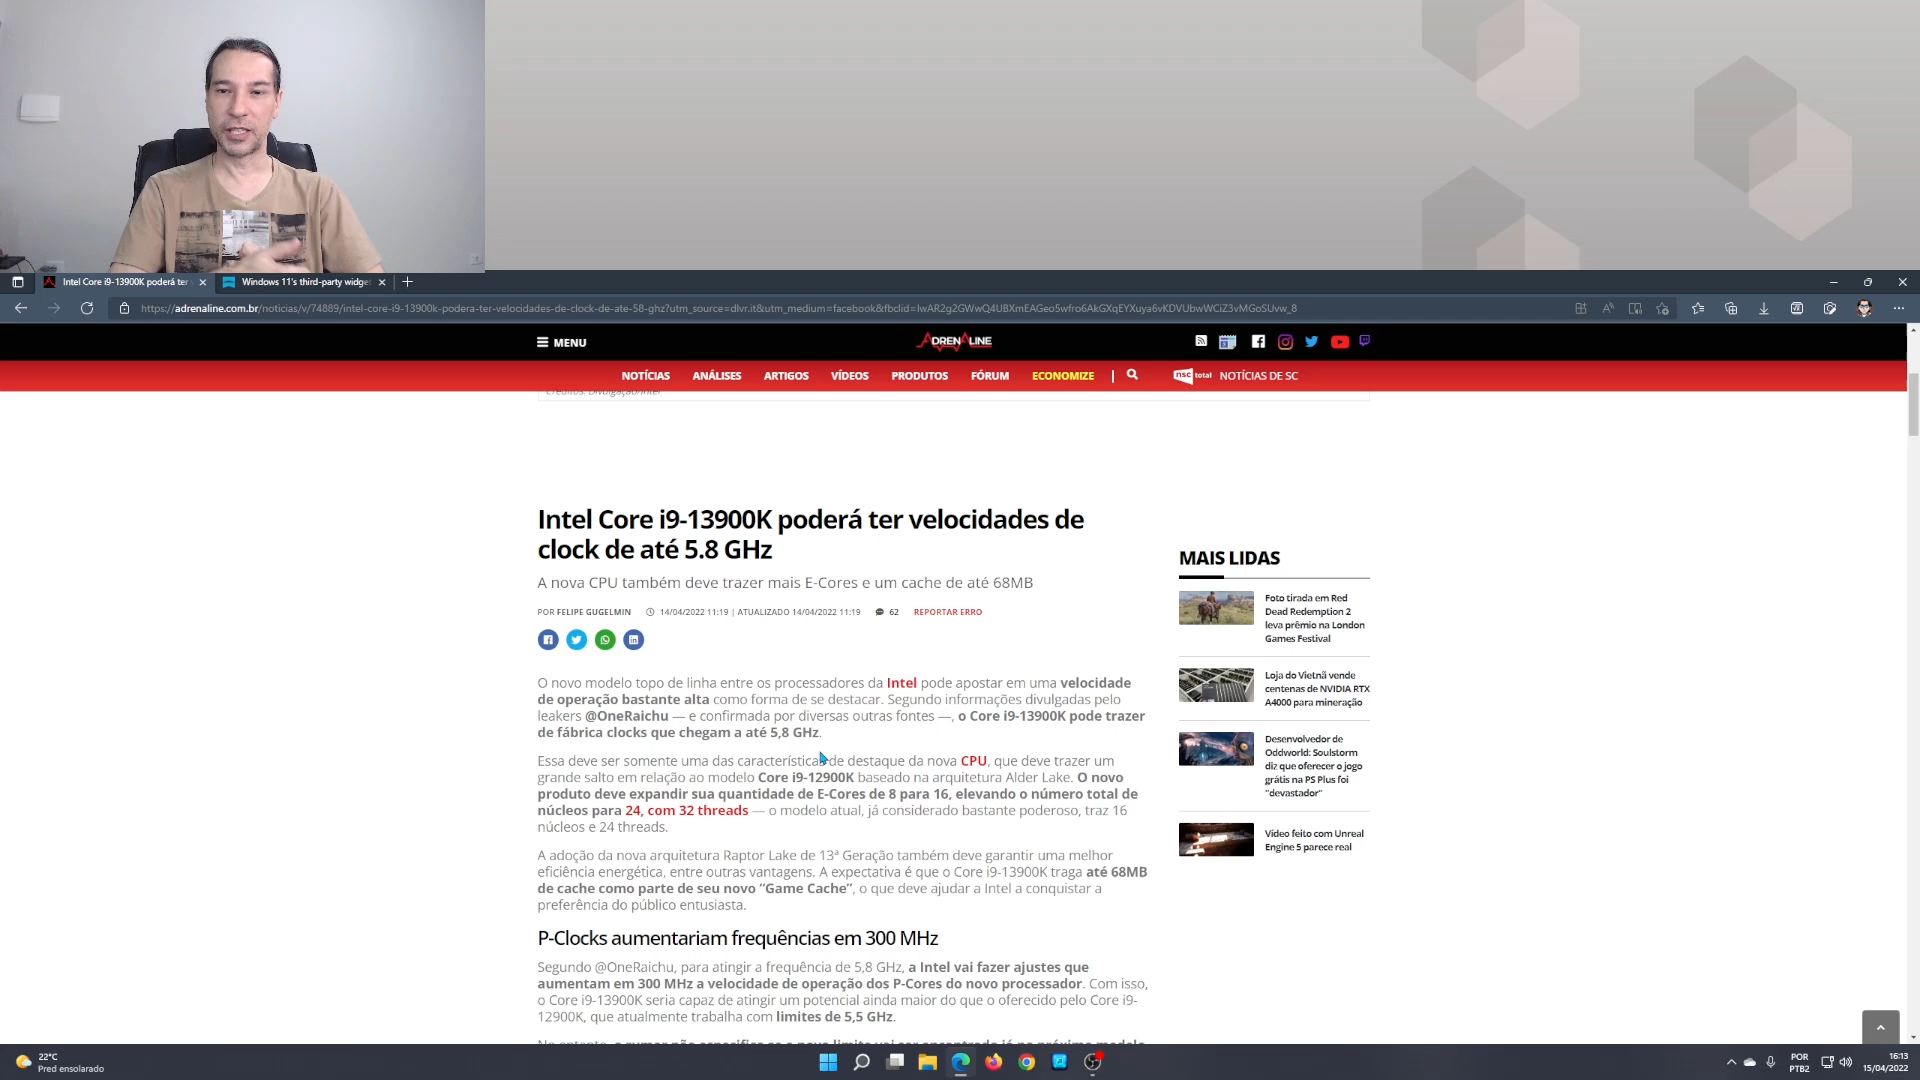 Intel Core i9-13900K poderá ter
Windows 11's third-party widge
https://adrenaline.com.br/noticias/v/74889/intel-core-i9-13900k-podera-ter-velocidades-de-clock-de-ate-58-ghz?utm_source=dlvr.it&utm_medium=facebook&fbclid=IwAR2g2GWwQ4UBXmEAGeo5wfro6AkGXqEYXuya6vKDVUbwWCiZ3vMGoSUvw_8
MENU
ADRENALINE
NOTÍCIAS ANÁLISES ARTIGOS VÍDEOS PRODUTOS FÓRUM ECONOMIZE | nsc total NOTÍCIAS DE SC
Créditos: Divulgação/Intel
Intel Core i9-13900K poderá ter velocidades de
clock de até 5.8 GHz
A nova CPU também deve trazer mais E-Cores e um cache de até 68MB
POR FELIPE GUGELMIN 14/04/2022 11:19 | ATUALIZADO 14/04/2022 11:19 62 REPORTAR ERRO
O novo modelo topo de linha entre os processadores da Intel pode apostar em uma velocidade
de operação bastante alta como forma de se destacar. Segundo informações divulgadas pelo
leakers @OneRaichu — e confirmada por diversas outras fontes —, o Core i9-13900K pode trazer
de fábrica clocks que chegam a até 5,8 GHz.
Essa deve ser somente uma das características de destaque da nova CPU, que deve trazer um
grande salto em relação ao modelo Core i9-12900K baseado na arquitetura Alder Lake. O novo
produto deve expandir sua quantidade de E-Cores de 8 para 16, elevando o número total de
núcleos para 24, com 32 threads — o modelo atual, já considerado bastante poderoso, traz 16
núcleos e 24 threads.
A adoção da nova arquitetura Raptor Lake de 13ª Geração também deve garantir uma melhor
eficiência energética, entre outras vantagens. A expectativa é que o Core i9-13900K traga até 68MB
de cache como parte de seu novo “Game Cache”, o que deve ajudar a Intel a conquistar a
preferência do público entusiasta.
P-Clocks aumentariam frequências em 300 MHz
Segundo @OneRaichu, para atingir a frequência de 5,8 GHz, a Intel vai fazer ajustes que
aumentam em 300 MHz a velocidade de operação dos P-Cores do novo processador. Com isso,
o Core i9-13900K seria capaz de atingir um potencial ainda maior do que o oferecido pelo Core i9-
12900K, que atualmente trabalha com limites de 5,5 GHz.
MAIS LIDAS
Foto tirada em Red
Dead Redemption 2
leva prêmio na London
Games Festival
Loja do Vietnã vende
centenas de NVIDIA RTX
A4000 para mineração
Desenvolvedor de
Oddworld: Soulstorm
diz que oferecer o jogo
grátis na PS Plus foi
"devastador"
Vídeo feito com Unreal
Engine 5 parece real
22°C
Pred ensolarado
POR
PTB2
16:13
15/04/2022